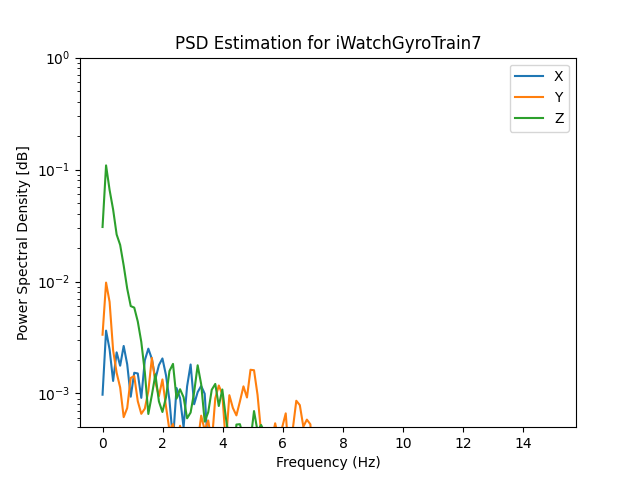 PSD Estimation for iWatchGyroTrain7
X
Y
Z
Power Spectral Density [dB]
10⁰
10⁻¹
10⁻²
10⁻³
0 2 4 6 8 10 12 14
Frequency (Hz)